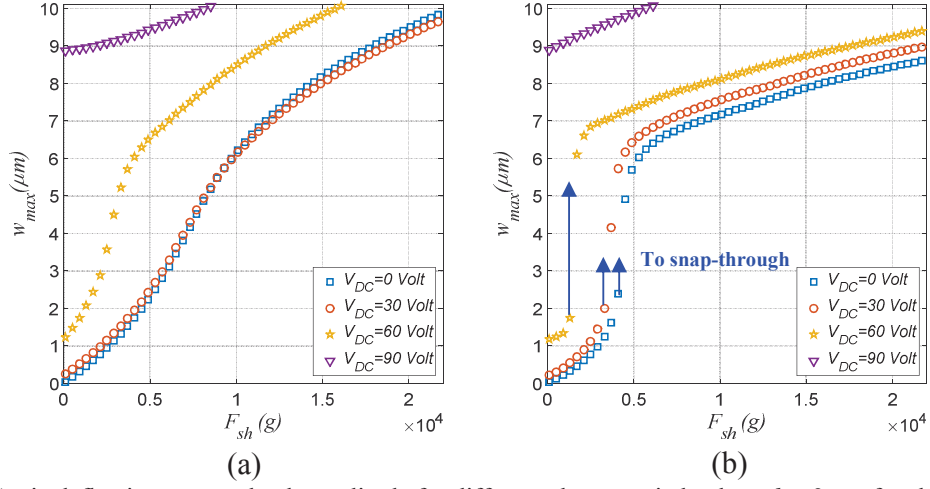 10
9
8
7
6
5
4
3
2
1
0
w_max(μm)
V_DC=0 Volt
V_DC=30 Volt
V_DC=60 Volt
V_DC=90 Volt
0 0.5 1 1.5 2
F_sh(g)
×10^4
(a)
10
9
8
7
6
5
4
3
2
1
0
w_max(μm)
To snap-through
V_DC=0 Volt
V_DC=30 Volt
V_DC=60 Volt
V_DC=90 Volt
0 0.5 1 1.5 2
F_sh(g)
×10^4
(b)